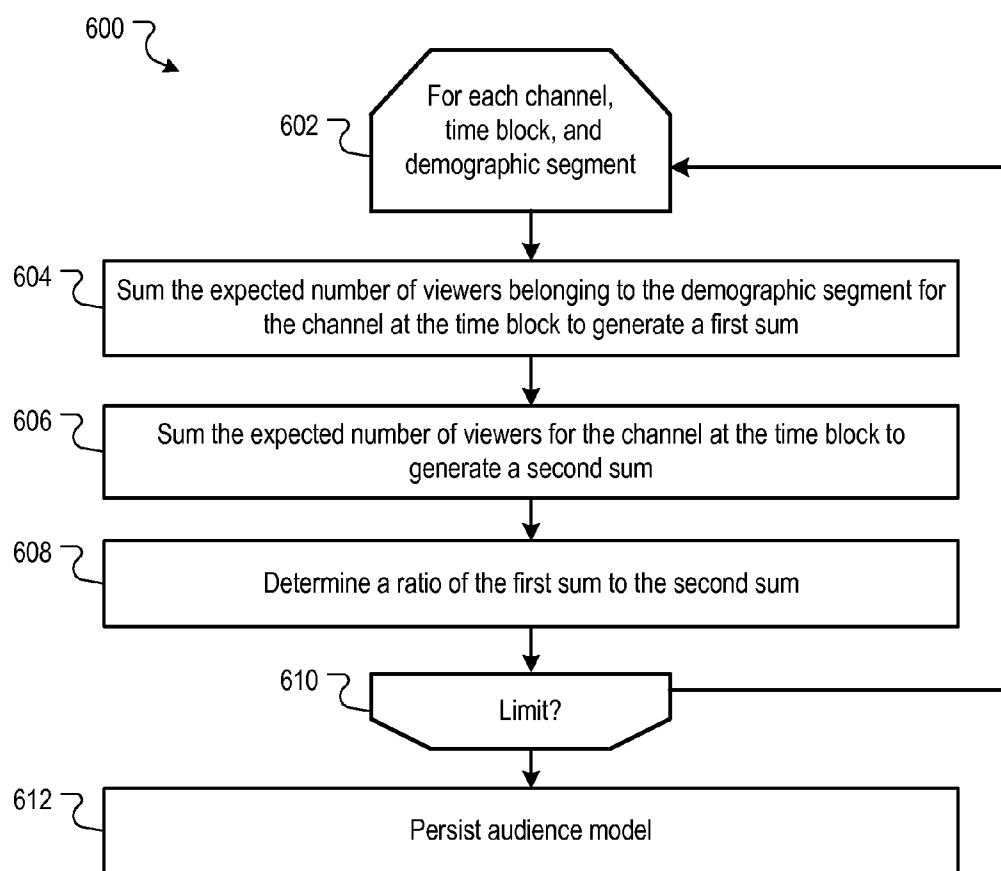 600
602
For each channel,
time block, and
demographic segment
604
Sum the expected number of viewers belonging to the demographic segment for
the channel at the time block to generate a first sum
606
Sum the expected number of viewers for the channel at the time block to
generate a second sum
608
Determine a ratio of the first sum to the second sum
610
Limit?
612
Persist audience model